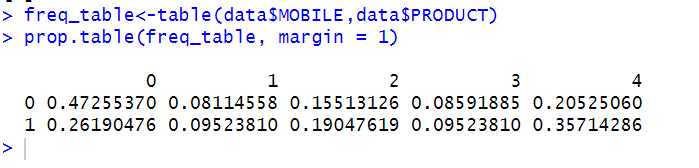 > freq_table<-table(data$MOBILE,data$PRODUCT)
> prop.table(freq_table, margin = 1)
0 1 2 3 4
0 0.47255370 0.08114558 0.15513126 0.08591885 0.20525060
1 0.26190476 0.09523810 0.19047619 0.09523810 0.35714286
>